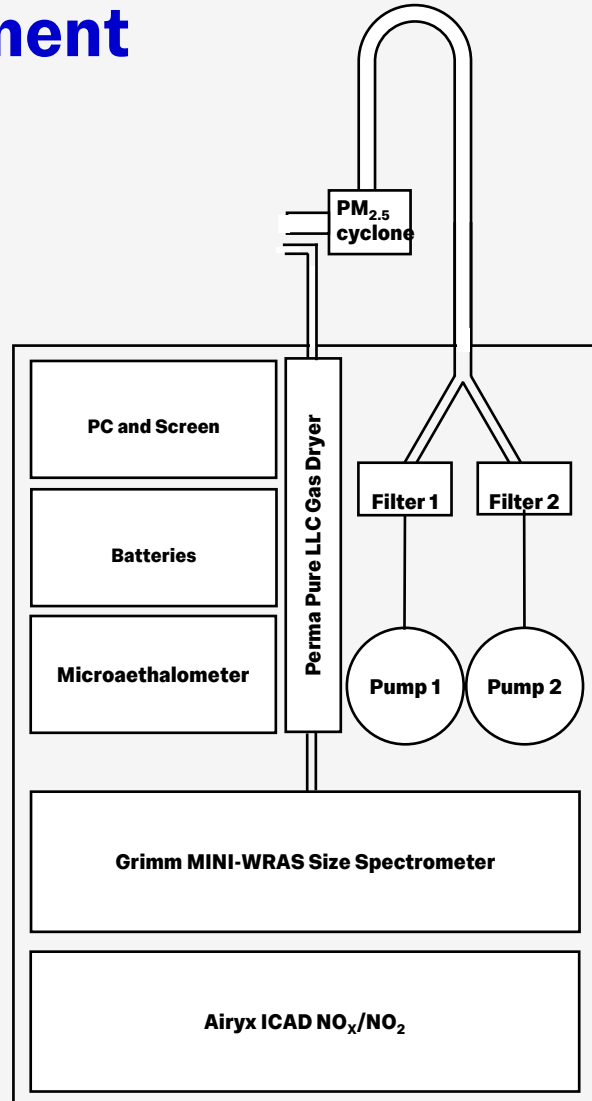 PM₂.₅
cyclone
PC and Screen
Batteries
Microaethalometer
Perma Pure LLC Gas Dryer
Filter 1
Filter 2
Pump 1
Pump 2
Grimm MINI-WRAS Size Spectrometer
Airyx ICAD NOₓ/NO₂